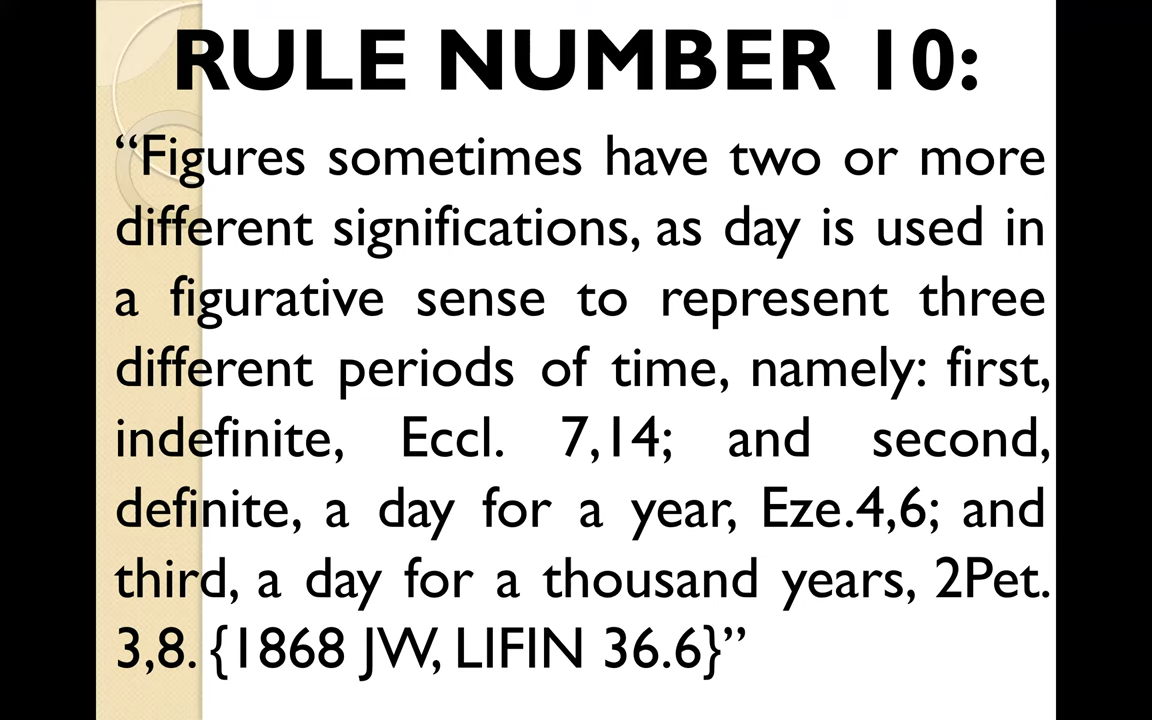 RULE NUMBER 10:
“Figures sometimes have two or more
different significations, as day is used in
a figurative sense to represent three
different periods of time, namely: first,
indefinite, Eccl. 7,14; and second,
definite, a day for a year, Eze.4,6; and
third, a day for a thousand years, 2Pet.
3,8. {1868 JW, LIFIN 36.6}”